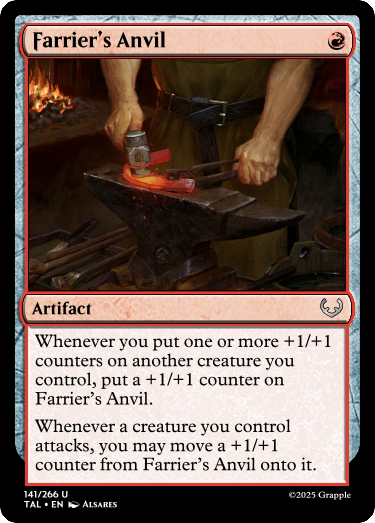 Farrier's Anvil
Artifact
Whenever you put one or more +1/+1
counters on another creature you
control, put a +1/+1 counter on
Farrier's Anvil.
Whenever a creature you control
attacks, you may move a +1/+1
counter from Farrier's Anvil onto it.
141/266 U
TAL • EN ALSARES
©2025 Grapple